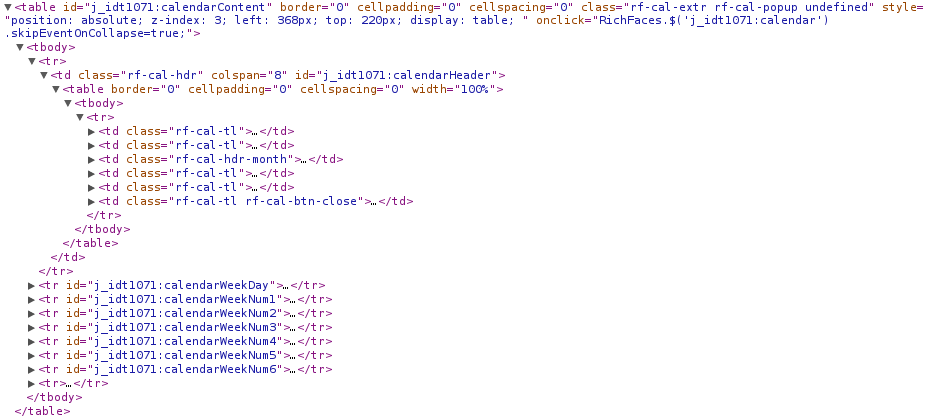 ▼<table id="j_idt1071:calendarContent" border="0" cellpadding="0" cellspacing="0" class="rf-cal-extr rf-cal-popup undefined" style=
"position: absolute; z-index: 3; left: 368px; top: 220px; display: table; " onclick="RichFaces.$('j_idt1071:calendar')
.skipEventOnCollapse=true;">
▼<tbody>
▼<tr>
▼<td class="rf-cal-hdr" colspan="8" id="j_idt1071:calendarHeader">
▼<table border="0" cellpadding="0" cellspacing="0" width="100%">
▼<tbody>
▼<tr>
▶<td class="rf-cal-tl">…</td>
▶<td class="rf-cal-tl">…</td>
▶<td class="rf-cal-hdr-month">…</td>
▶<td class="rf-cal-tl">…</td>
▶<td class="rf-cal-tl">…</td>
▶<td class="rf-cal-tl rf-cal-btn-close">…</td>
</tr>
</tbody>
</table>
</td>
</tr>
▶<tr id="j_idt1071:calendarWeekDay">…</tr>
▶<tr id="j_idt1071:calendarWeekNum1">…</tr>
▶<tr id="j_idt1071:calendarWeekNum2">…</tr>
▶<tr id="j_idt1071:calendarWeekNum3">…</tr>
▶<tr id="j_idt1071:calendarWeekNum4">…</tr>
▶<tr id="j_idt1071:calendarWeekNum5">…</tr>
▶<tr id="j_idt1071:calendarWeekNum6">…</tr>
▶<tr>…</tr>
</tbody>
</table>